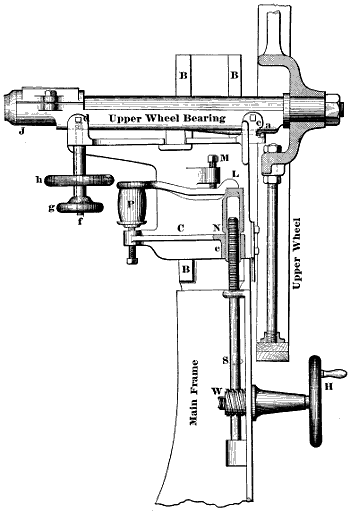 B B
J d Upper Wheel Bearing e a
M
h L
P
g
f
C N
c
B
Upper Wheel
Main Frame
S
W H